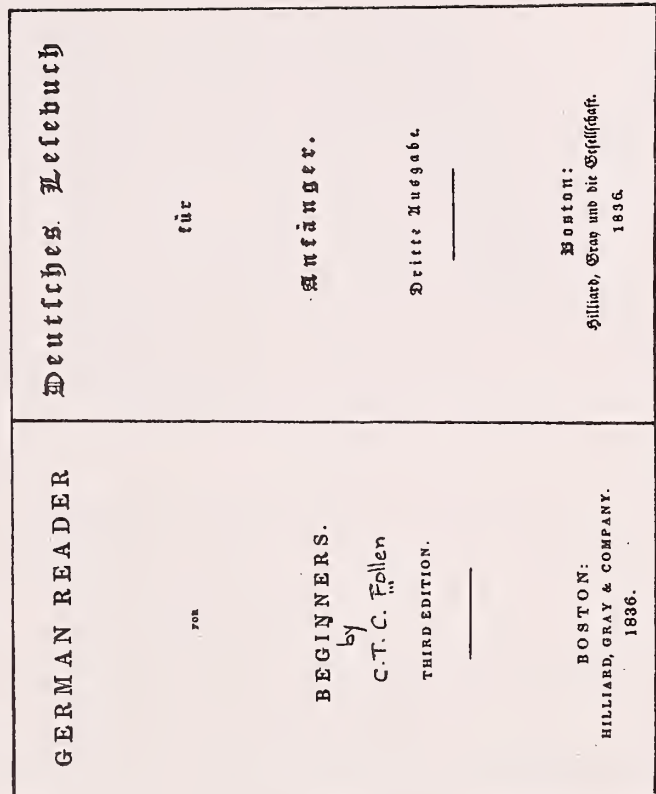 GERMAN READER
FOR
BEGINNERS.
by
C. T. C. Follen
THIRD EDITION.
BOSTON:
HILLIARD, GRAY & COMPANY.
1836.
Deutsches Lesebuch
für
Anfänger.
Dritte Ausgabe.
Boston:
Hilliard, Gray und die Gesellschaft.
1836.